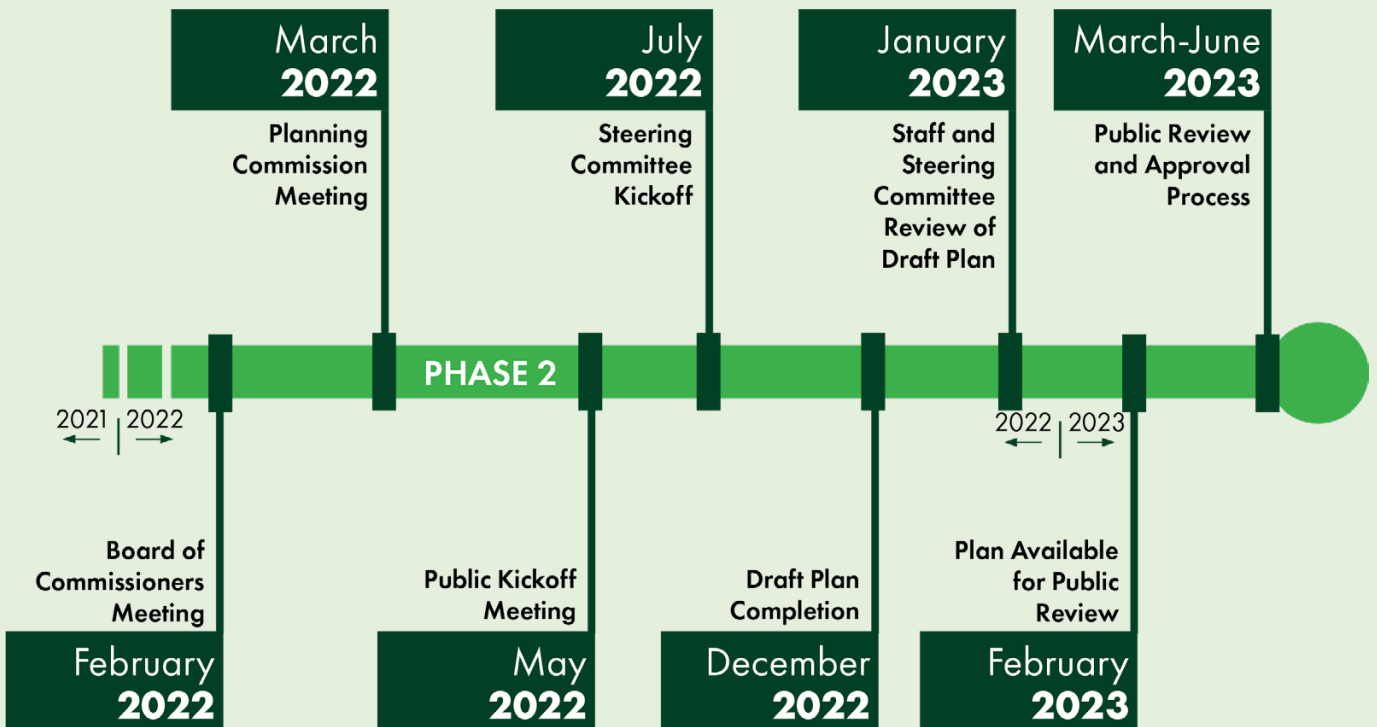 March
2022
Planning
Commission
Meeting
July
2022
Steering
Committee
Kickoff
January
2023
Staff and
Steering
Committee
Review of
Draft Plan
March-June
2023
Public Review
and Approval
Process
PHASE 2
2021
2022
2022
2023
Board of
Commissioners
Meeting
February
2022
Public Kickoff
Meeting
May
2022
Draft Plan
Completion
December
2022
Plan Available
for Public
Review
February
2023